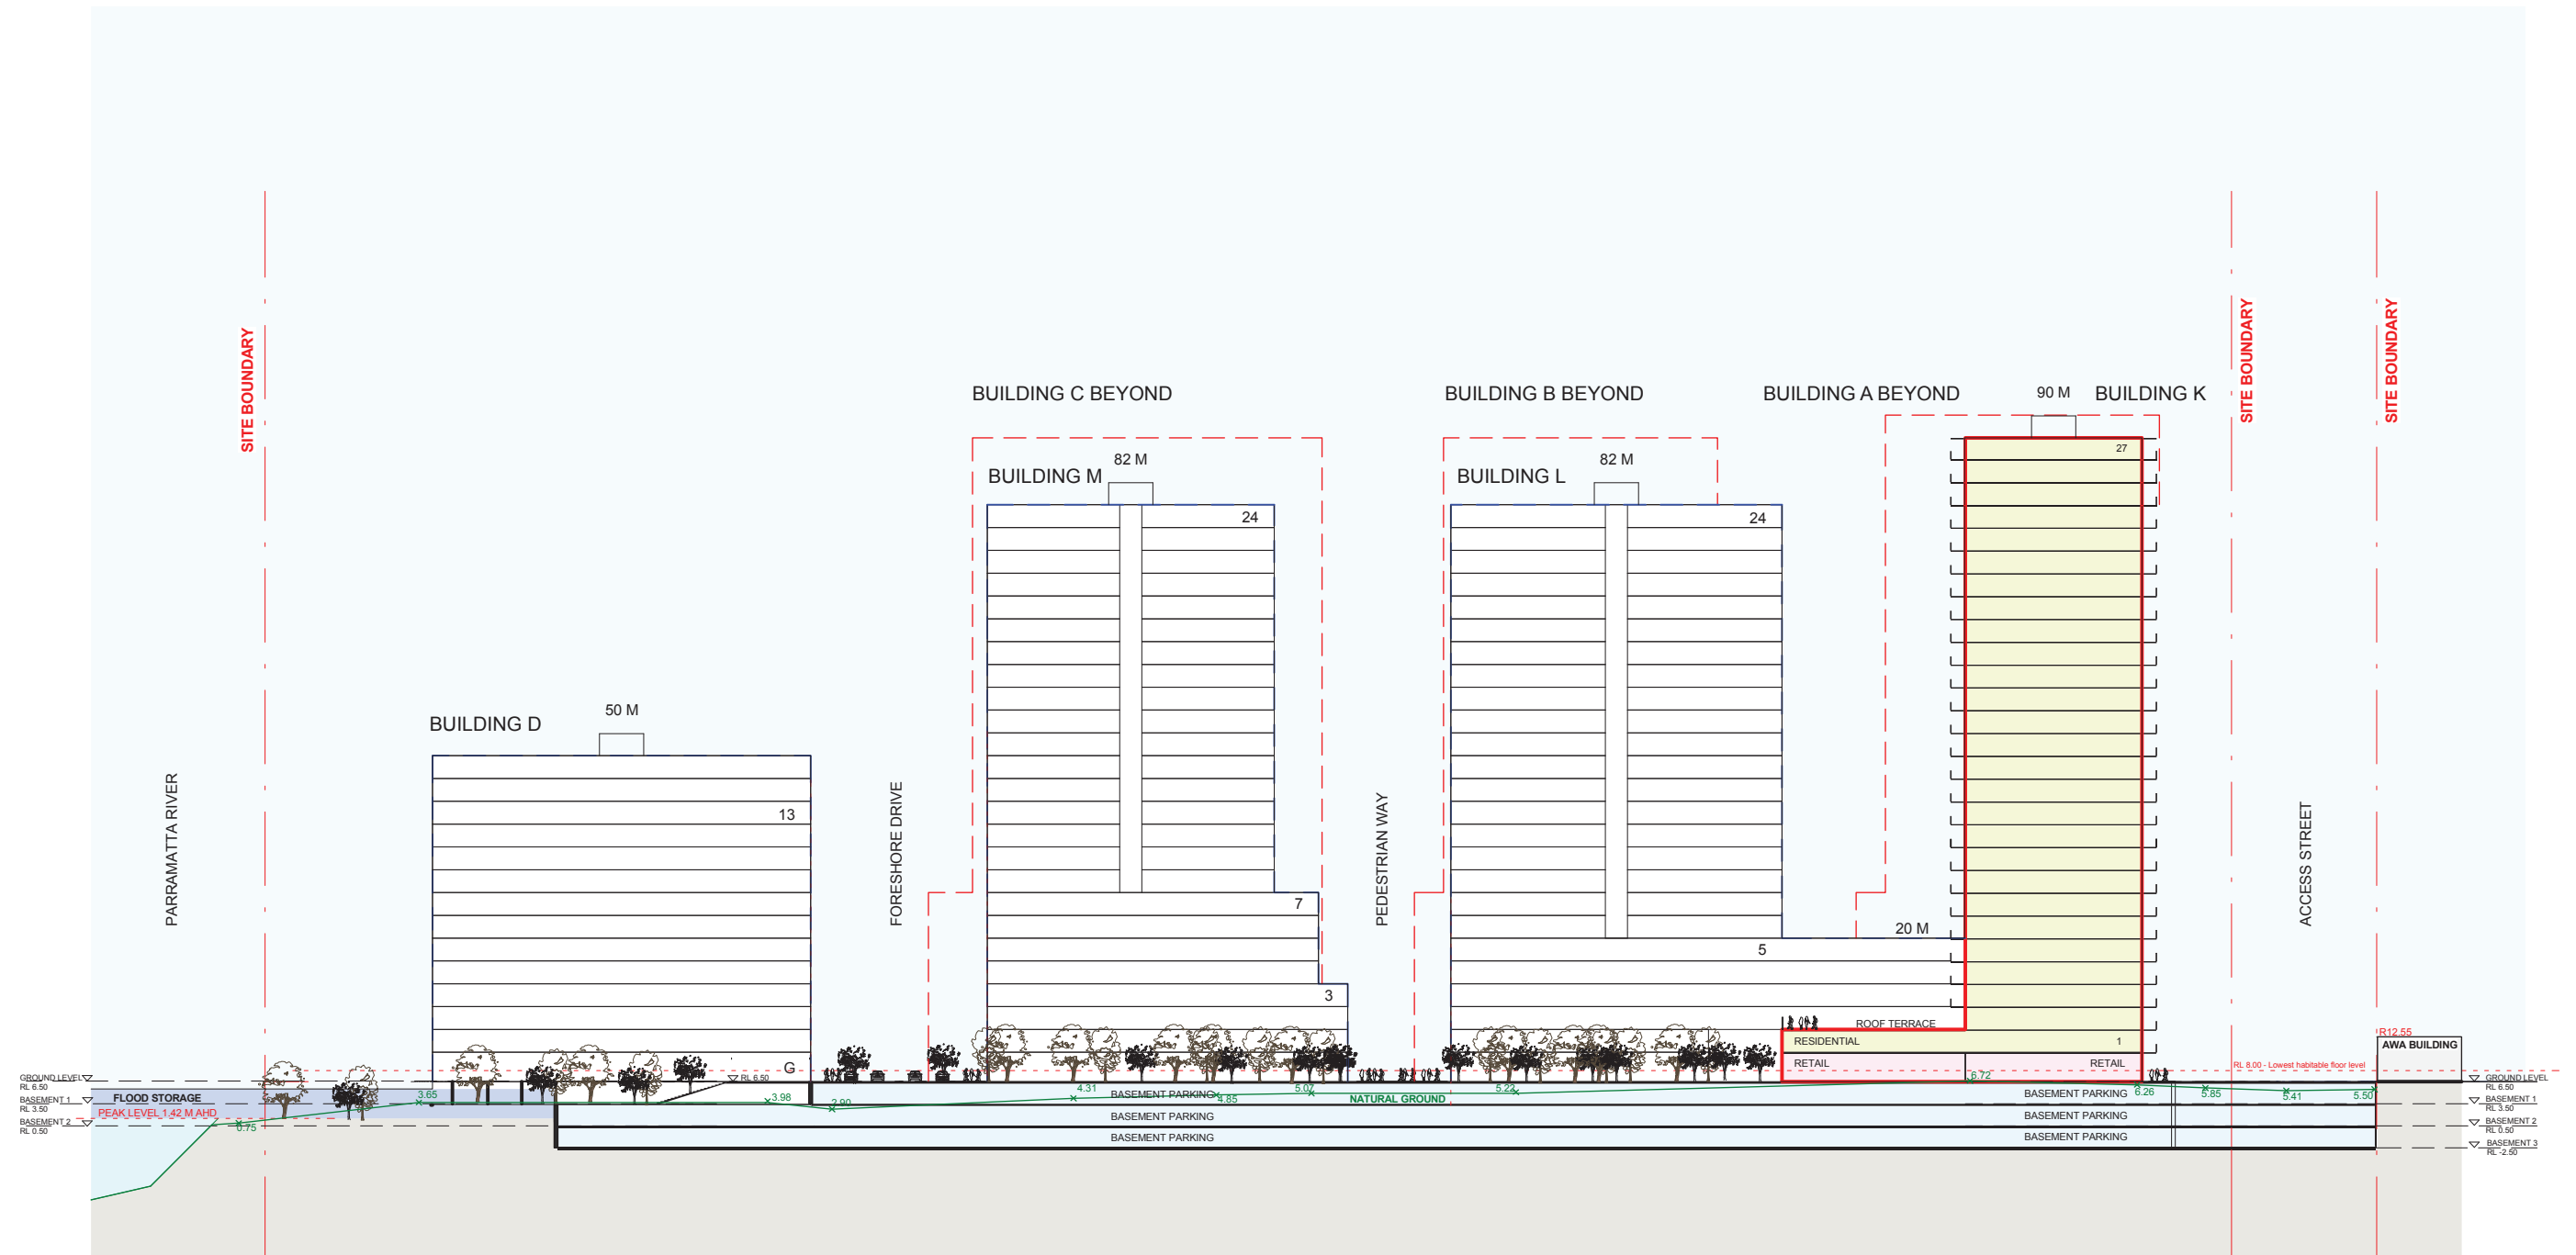 BUILDING C BEYOND
BUILDING B BEYOND
BUILDING A BEYOND
90 M
BUILDING K
SITE BOUNDARY
SITE BOUNDARY
SITE BOUNDARY
82 M
BUILDING M
82 M
BUILDING L
27
24
24
50 M
BUILDING D
13
PARRAMATTA RIVER
FORESHORE DRIVE
PEDESTRIAN WAY
ACCESS STREET
7
20 M
5
3
ROOF TERRACE
R12.55
RESIDENTIAL
1
AWA BUILDING
RETAIL
RETAIL
RL 8.00 - Lowest habitable floor level
G
GROUND LEVEL
RL 6.50
RL 6.50
6.72
GROUND LEVEL
RL 6.50
BASEMENT 1
RL 3.50
FLOOD STORAGE
3.65
3.98
2.90
4.31
BASEMENT PARKING
4.85
5.07
NATURAL GROUND
5.22
BASEMENT PARKING
6.26
5.85
5.41
5.50
BASEMENT 1
RL 3.50
PEAK LEVEL 1.42 M AHD
BASEMENT 2
RL 0.50
0.75
BASEMENT PARKING
BASEMENT PARKING
BASEMENT 2
RL 0.50
BASEMENT PARKING
BASEMENT PARKING
BASEMENT 3
RL -2.50